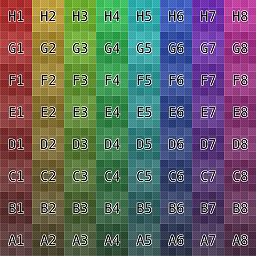 H1 H2 H3 H4 H5 H6 H7 H8
G1 G2 G3 G4 G5 G6 G7 G8
F1 F2 F3 F4 F5 F6 F7 F8
E1 E2 E3 E4 E5 E6 E7 E8
D1 D2 D3 D4 D5 D6 D7 D8
C1 C2 C3 C4 C5 C6 C7 C8
B1 B2 B3 B4 B5 B6 B7 B8
A1 A2 A3 A4 A5 A6 A7 A8